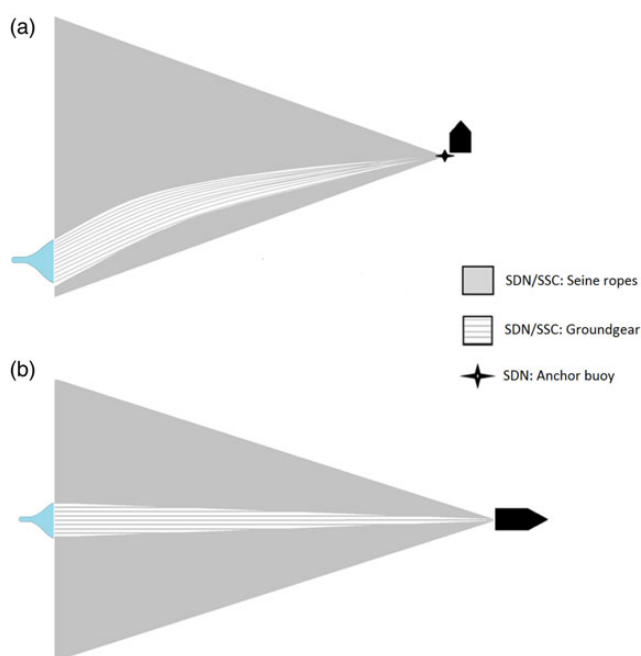 (a)
SDN/SSC: Seine ropes
SDN/SSC: Groundgear
SDN: Anchor buoy
(b)